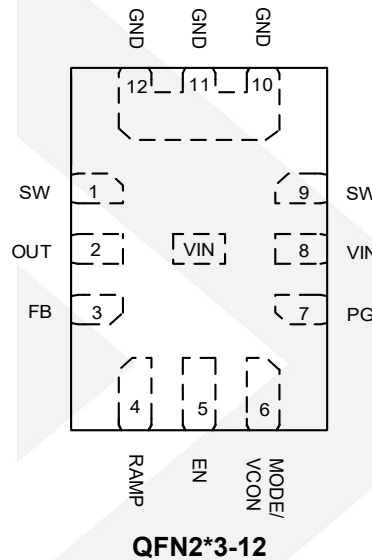 GND
GND
GND
12
11
10
SW
1
9
SW
OUT
2
VIN
8
VIN
FB
3
7
PG
4
5
6
RAMP
EN
MODE/
VCON
QFN2*3-12